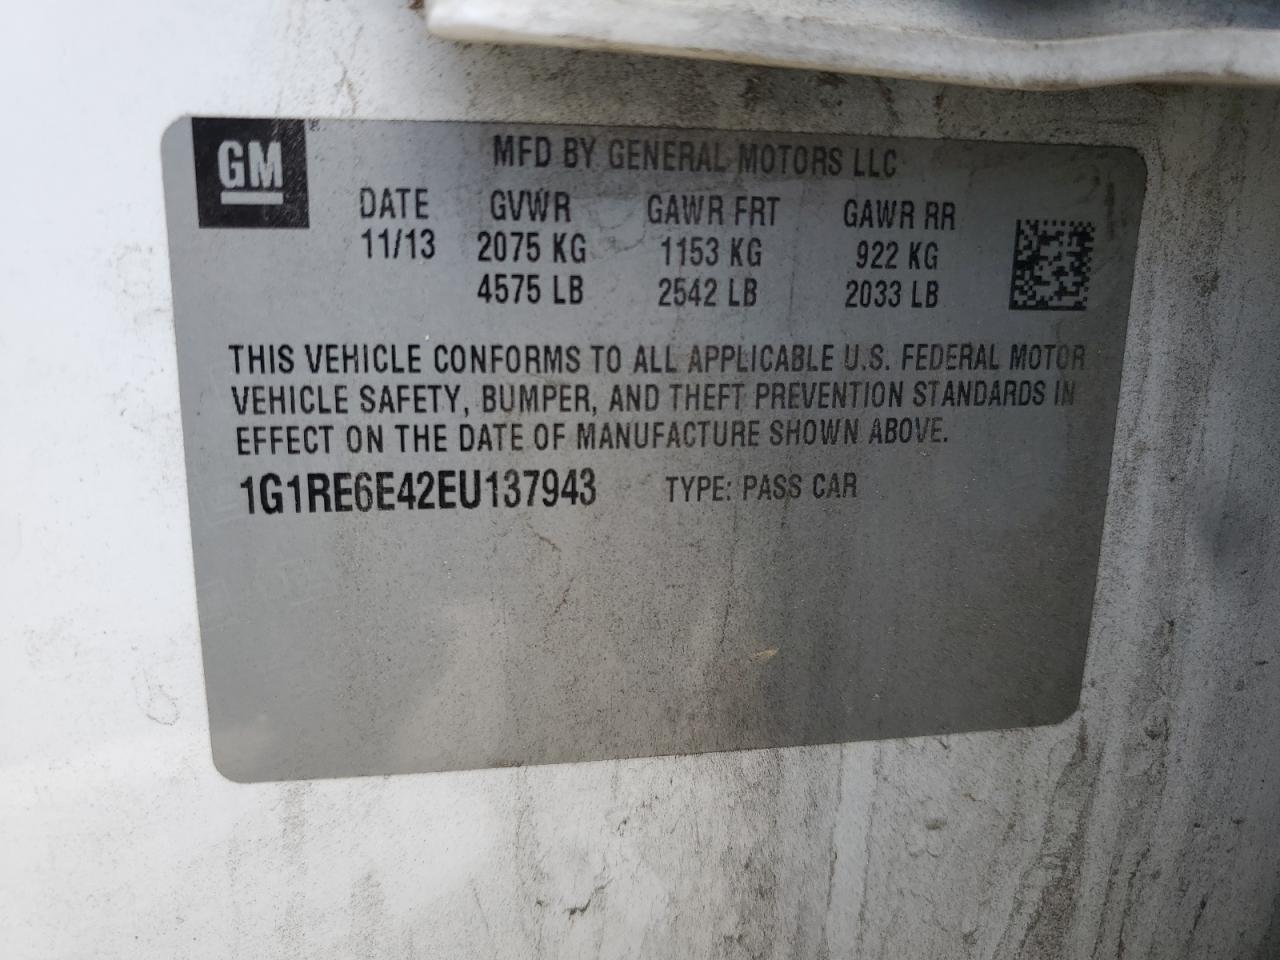 GM
MFD BY GENERAL MOTORS LLC
DATE GVWR GAWR FRT GAWR RR
11/13 2075 KG 1153 KG 922 KG
4575 LB 2542 LB 2033 LB
THIS VEHICLE CONFORMS TO ALL APPLICABLE U.S. FEDERAL MOTOR
VEHICLE SAFETY, BUMPER, AND THEFT PREVENTION STANDARDS IN
EFFECT ON THE DATE OF MANUFACTURE SHOWN ABOVE.
1G1RE6E42EU137943 TYPE: PASS CAR